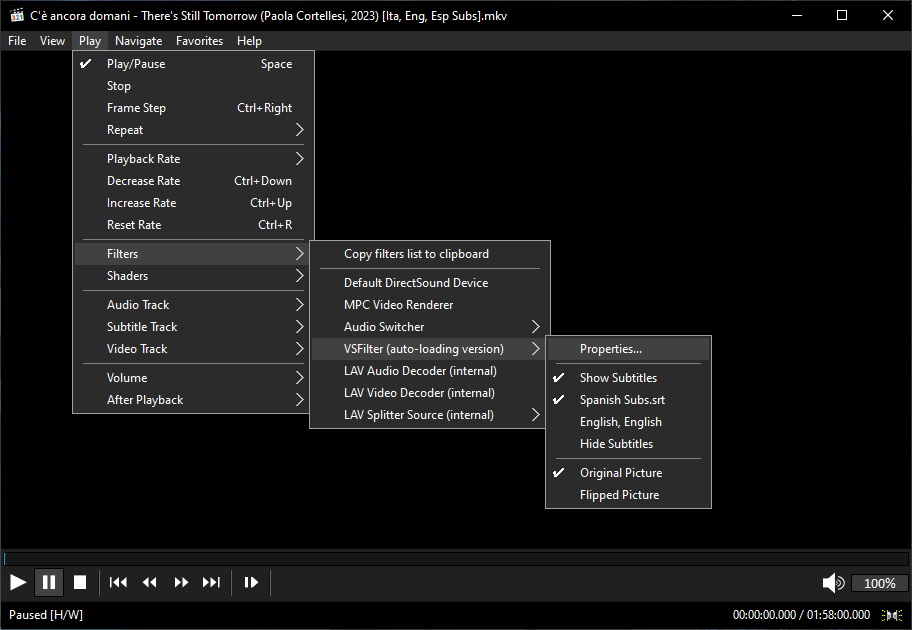 C'è ancora domani - There's Still Tomorrow (Paola Cortellesi, 2023) [Ita, Eng, Esp Subs].mkv
File View Play Navigate Favorites Help
Play/Pause Space
Stop
Frame Step Ctrl+Right
Repeat
Playback Rate
Decrease Rate Ctrl+Down
Increase Rate Ctrl+Up
Reset Rate Ctrl+R
Filters
Shaders
Audio Track
Subtitle Track
Video Track
Volume
After Playback
Copy filters list to clipboard
Default DirectSound Device
MPC Video Renderer
Audio Switcher
VSFilter (auto-loading version)
LAV Audio Decoder (internal)
LAV Video Decoder (internal)
LAV Splitter Source (internal)
Properties...
Show Subtitles
Spanish Subs.srt
English, English
Hide Subtitles
Original Picture
Flipped Picture
100%
Paused [H/W] 00:00:00.000 / 01:58:00.000